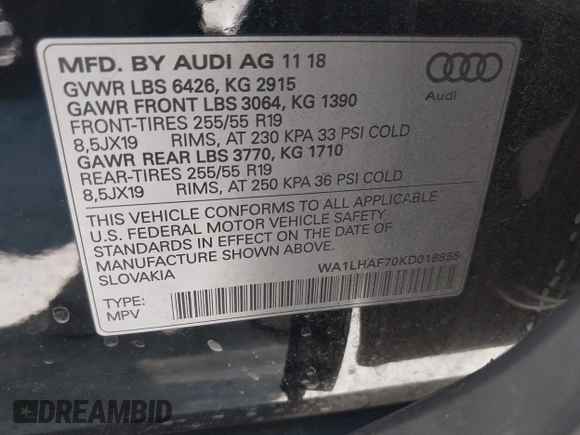 MFD. BY AUDI AG 11 18
GVWR LBS 6426, KG 2915
GAWR FRONT LBS 3064, KG 1390
FRONT-TIRES 255/55 R19
8,5JX19 RIMS, AT 230 KPA 33 PSI COLD
GAWR REAR LBS 3770, KG 1710
REAR-TIRES 255/55 R19
8,5JX19 RIMS, AT 250 KPA 36 PSI COLD
THIS VEHICLE CONFORMS TO ALL APPLICABLE
U.S. FEDERAL MOTOR VEHICLE SAFETY
STANDARDS IN EFFECT ON THE DATE OF
MANUFACTURE SHOWN ABOVE.
SLOVAKIA
WA1LHAF70KD018858
TYPE:
MPV
Audi
DREAMBID